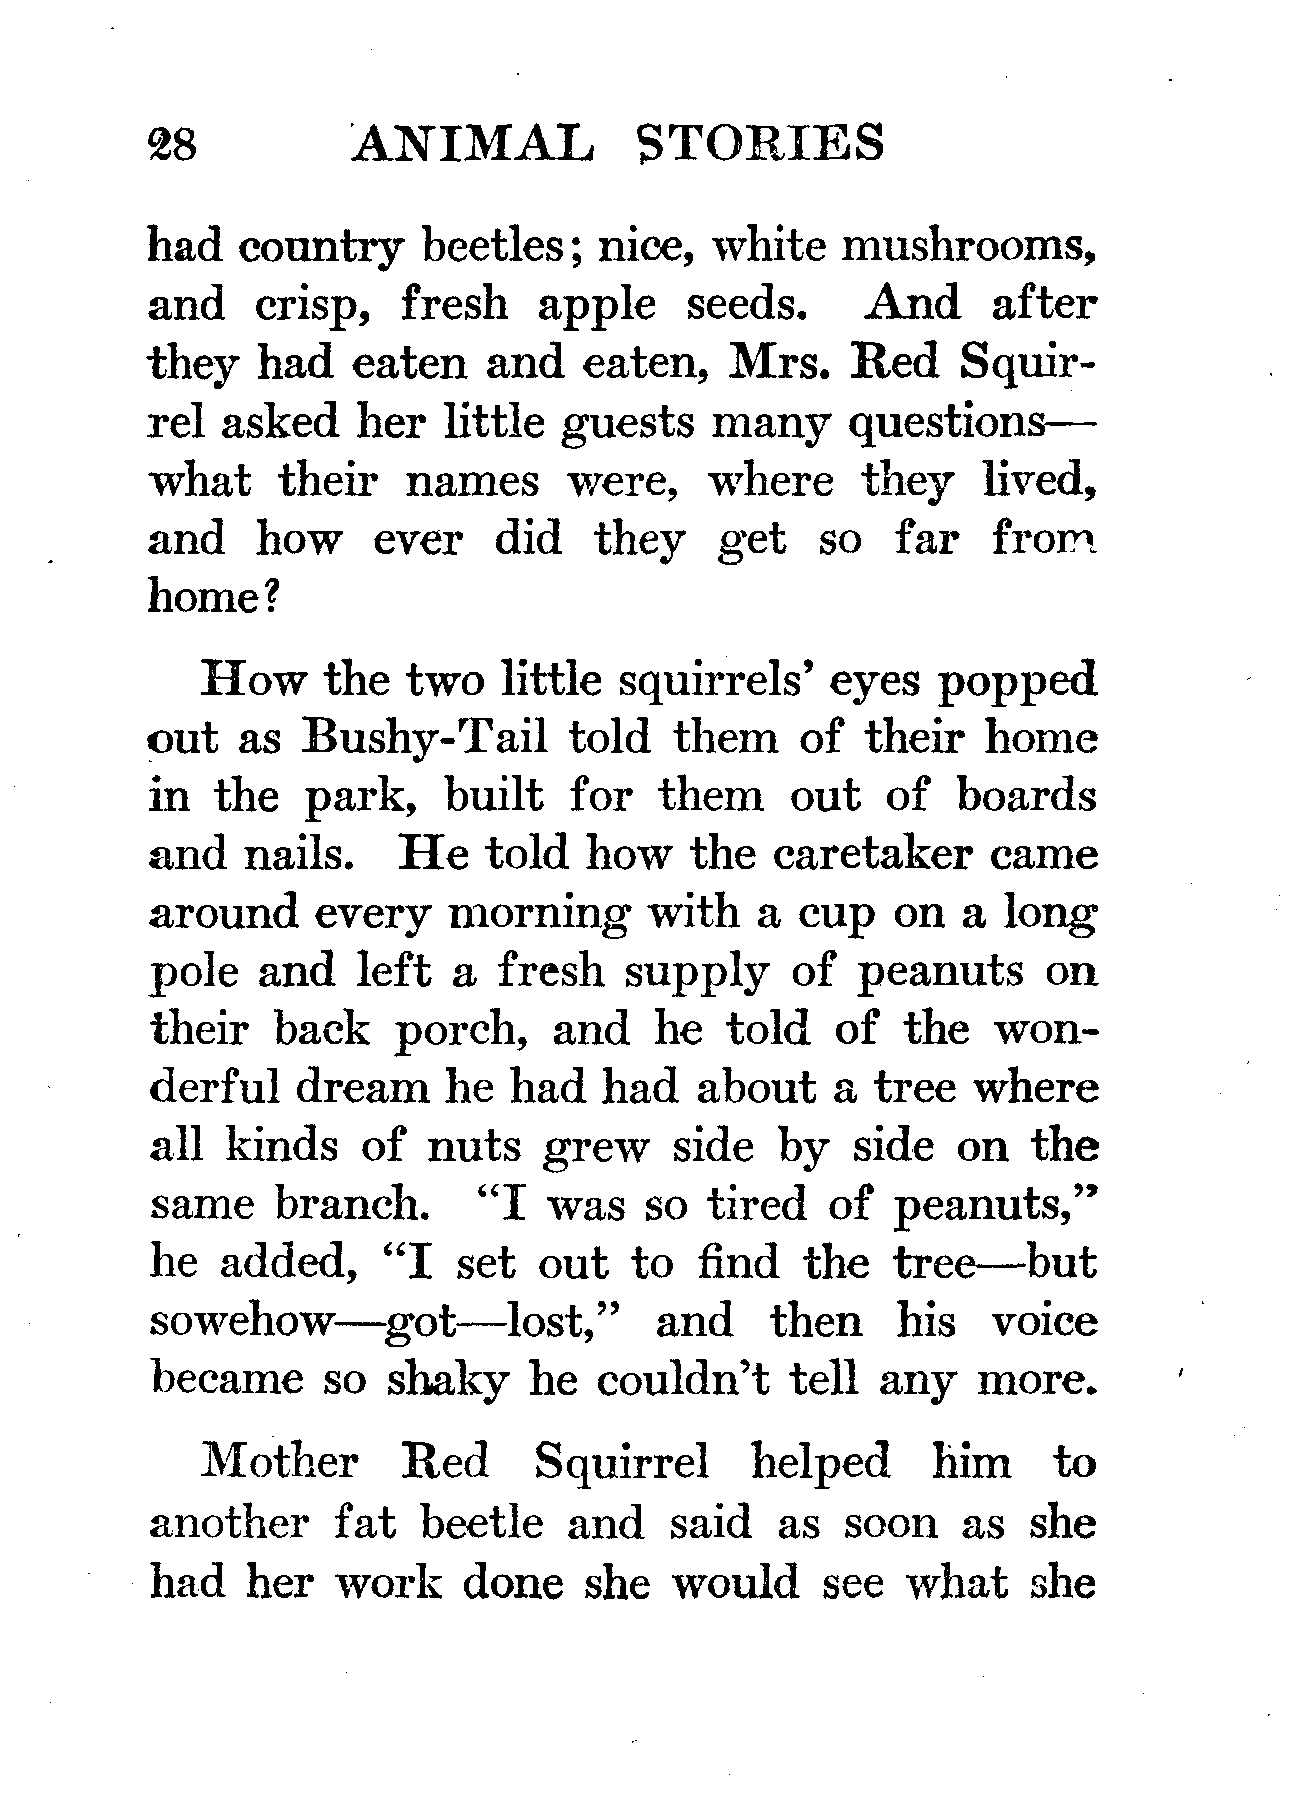 28 ANIMAL STORIES
had country beetles; nice, white mushrooms,
and crisp, fresh apple seeds. And after
they had eaten and eaten, Mrs. Red Squir-
rel asked her little guests many questions—
what their names were, where they lived,
and how ever did they get so far from
home?
How the two little squirrels' eyes popped
out as Bushy-Tail told them of their home
in the park, built for them out of boards
and nails. He told how the caretaker came
around every morning with a cup on a long
pole and left a fresh supply of peanuts on
their back porch, and he told of the won-
derful dream he had had about a tree where
all kinds of nuts grew side by side on the
same branch. "I was so tired of peanuts,"
he added, "I set out to find the tree—but
sowehow—got—lost," and then his voice
became so shaky he couldn't tell any more.
Mother Red Squirrel helped him to
another fat beetle and said as soon as she
had her work done she would see what she